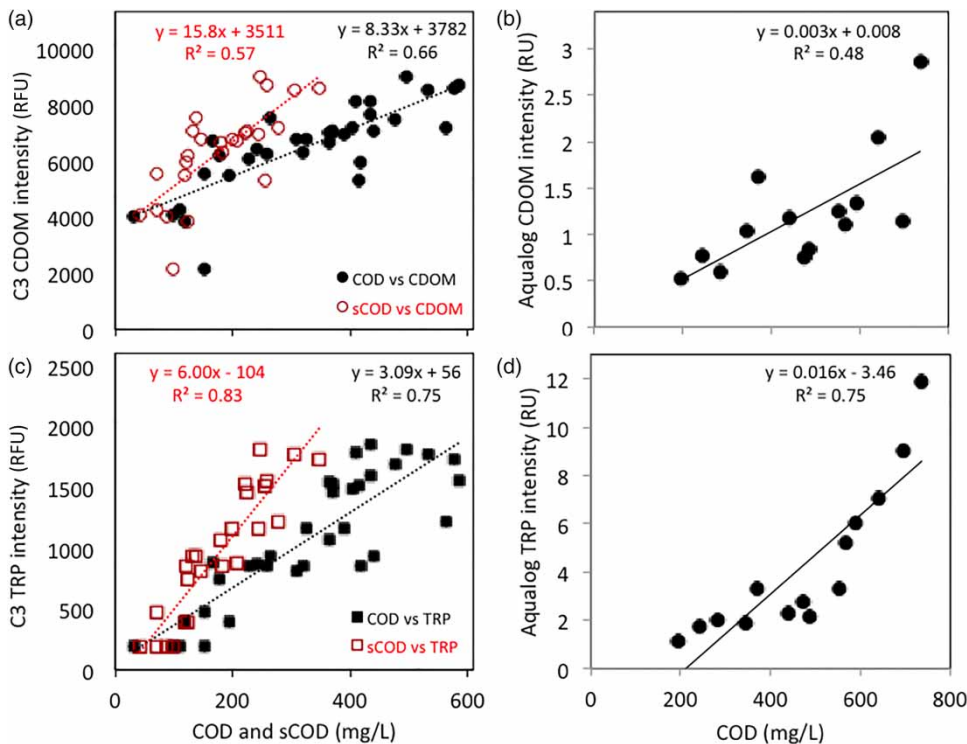 (a)
y = 15.8x + 3511
R² = 0.57
y = 8.33x + 3782
R² = 0.66
C3 CDOM intensity (RFU)
10000
8000
6000
4000
2000
0
COD vs CDOM
sCOD vs CDOM
(b)
y = 0.003x + 0.008
R² = 0.48
Aqualog CDOM intensity (RU)
3
2.5
2
1.5
1
0.5
0
(c)
y = 6.00x - 104
R² = 0.83
y = 3.09x + 56
R² = 0.75
C3 TRP intensity (RFU)
2500
2000
1500
1000
500
0
COD vs TRP
sCOD vs TRP
0 200 400 600
COD and sCOD (mg/L)
(d)
y = 0.016x - 3.46
R² = 0.75
Aqualog TRP intensity (RU)
12
10
8
6
4
2
0
0 200 400 600 800
COD (mg/L)